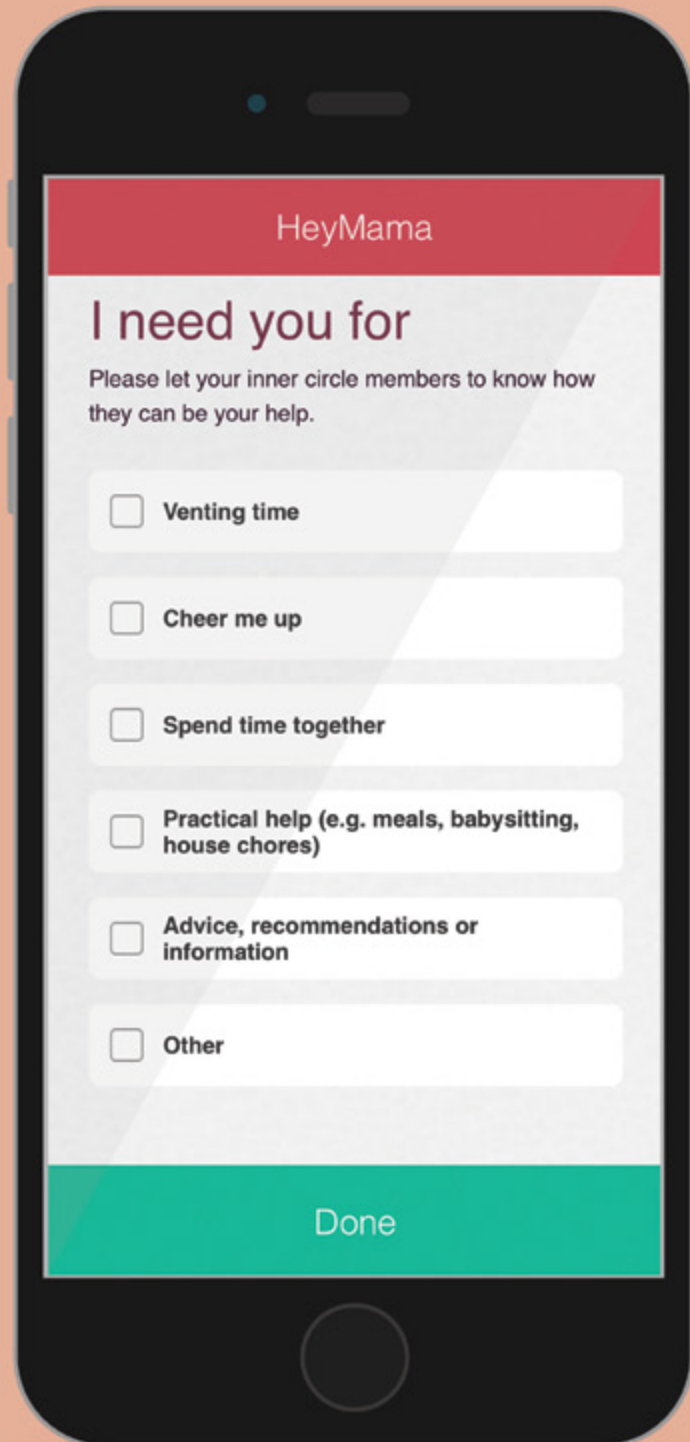 HeyMama
I need you for
Please let your inner circle members to know how
they can be your help.
Venting time
Cheer me up
Spend time together
Practical help (e.g. meals, babysitting,
house chores)
Advice, recommendations or
information
Other
Done